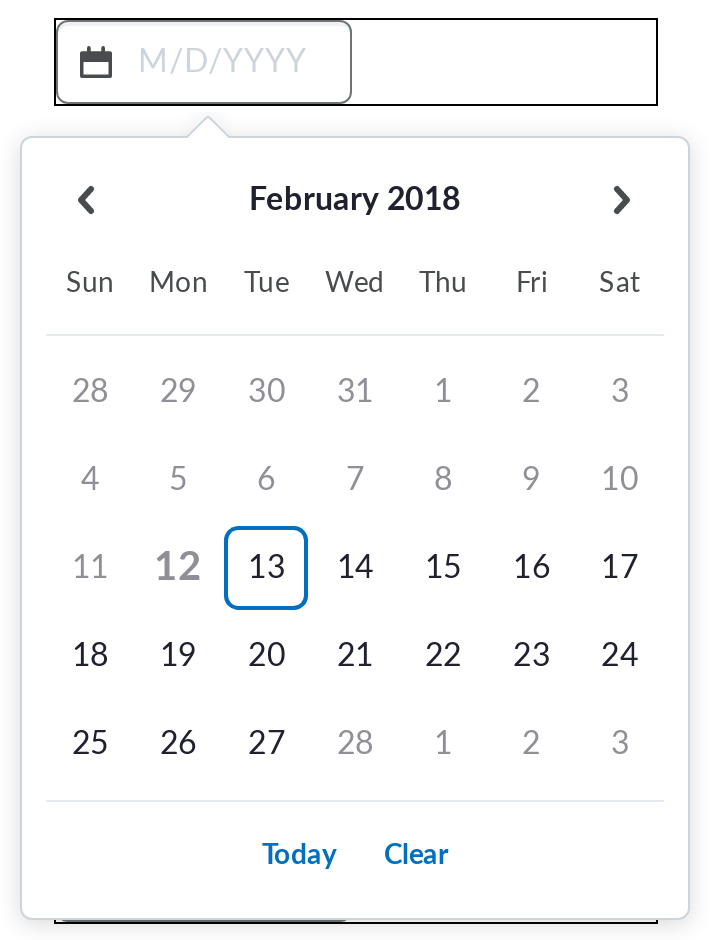 M/D/YYYY
February 2018
Sun Mon Tue Wed Thu Fri Sat
28 29 30 31 1 2 3
4 5 6 7 8 9 10
11 12 13 14 15 16 17
18 19 20 21 22 23 24
25 26 27 28 1 2 3
Today Clear